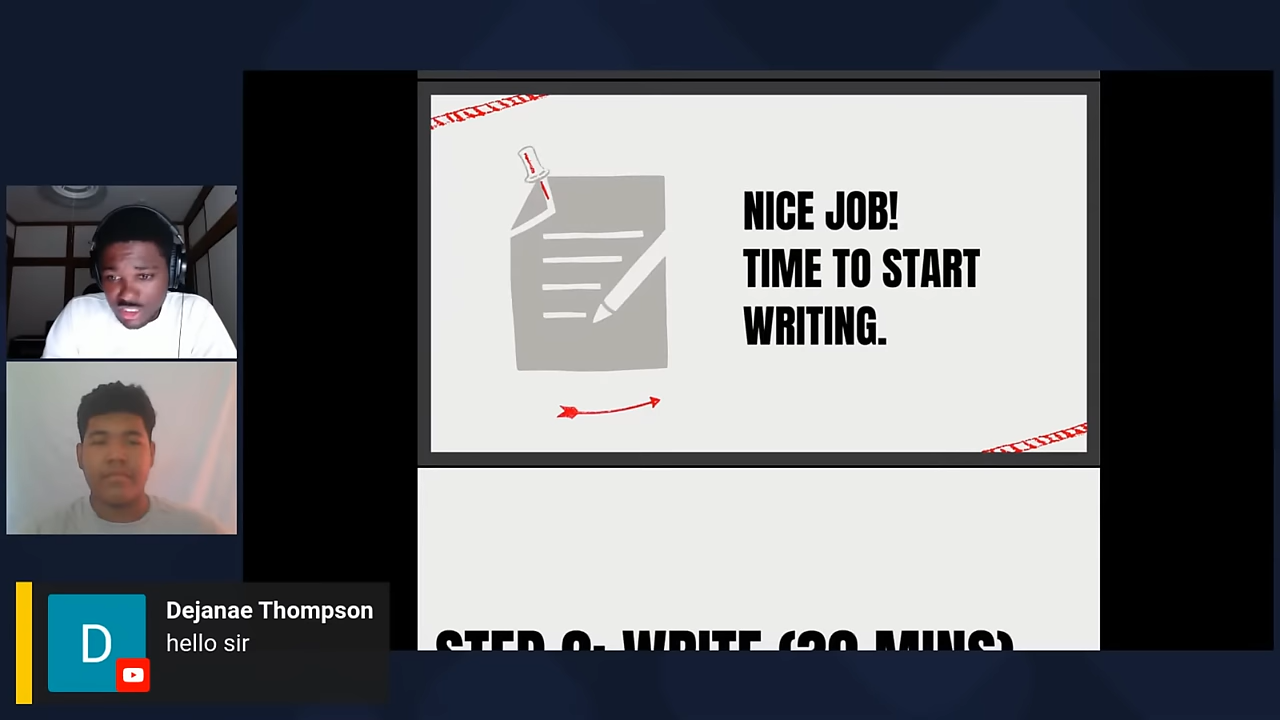 NICE JOB!
TIME TO START
WRITING.
Dejanae Thompson
D
hello sir